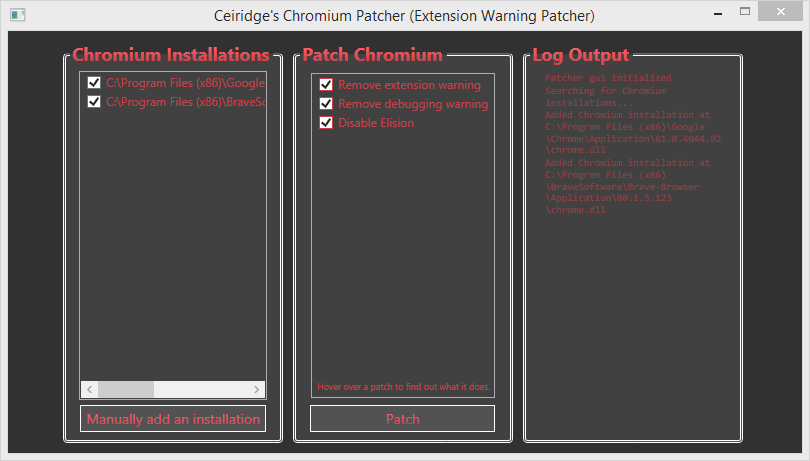 Ceiridge's Chromium Patcher (Extension Warning Patcher)
Chromium Installations
C:\Program Files (x86)\Google
C:\Program Files (x86)\BraveSo
Manually add an installation
Patch Chromium
Remove extension warning
Remove debugging warning
Disable Elision
Hover over a patch to find out what it does.
Patch
Log Output
Patcher gui initialized
Searching for Chromium
installations...
Added Chromium installation at
C:\Program Files (x86)\Google
\Chrome\Application\81.0.4044.92
\chrome.dll
Added Chromium installation at
C:\Program Files (x86)
\BraveSoftware\Brave-Browser
\Application\80.1.5.123
\chrome.dll